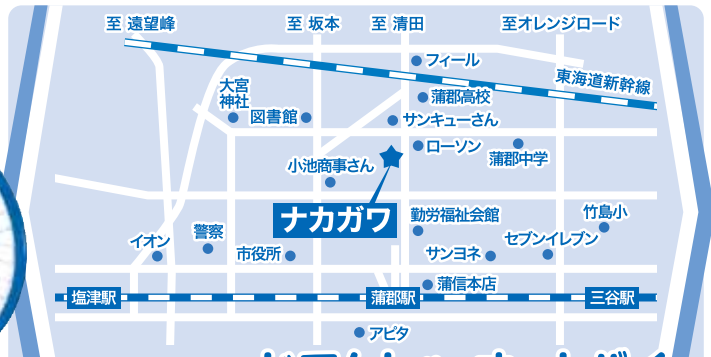 至 遠望峰
至 坂本
至 清田
至オレンジロード
フィール
東海道新幹線
大宮
神社
図書館
蒲郡高校
サンキューさん
ローソン
蒲郡中学
小池商事さん
ナカガワ
勤労福祉会館
竹島小
イオン
警察
市役所
サンヨネ
セブンイレブン
蒲信本店
塩津駅
蒲郡駅
三谷駅
アピタ